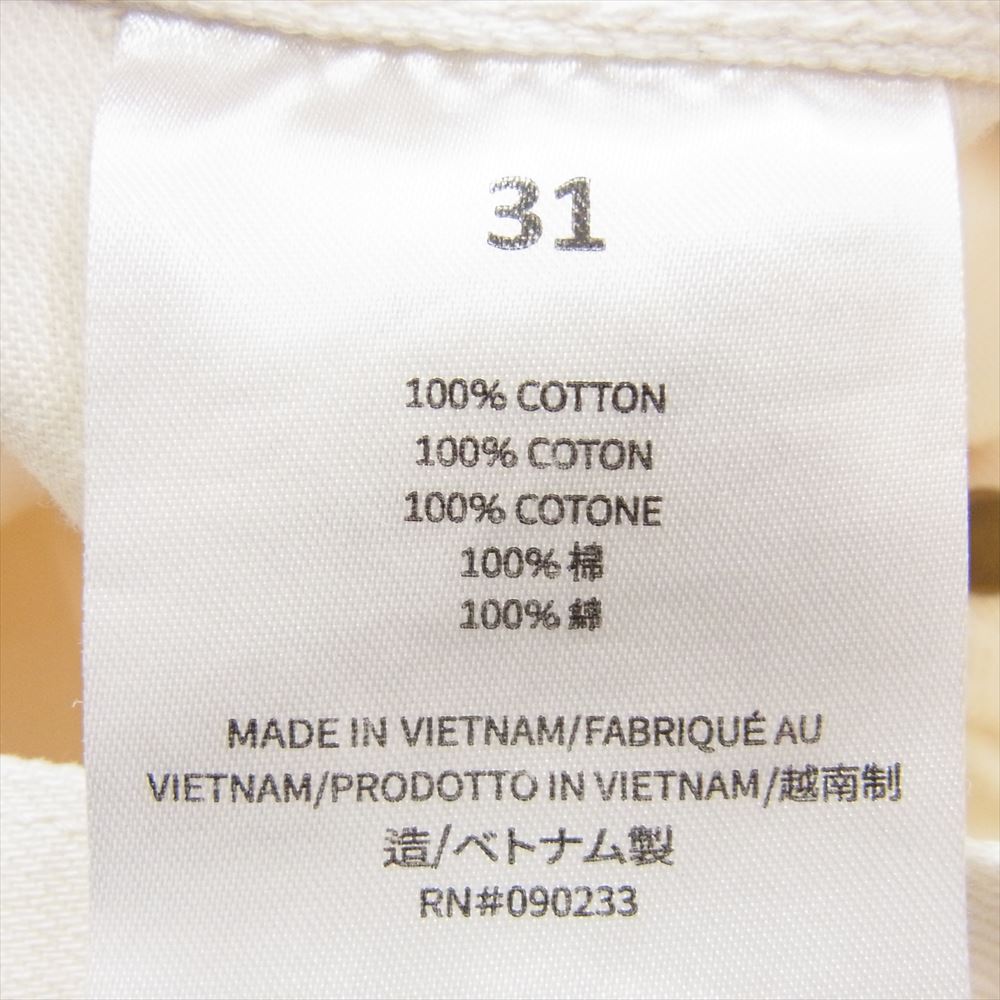 31
100% COTTON
100% COTON
100% COTONE
100% 棉
100% 綿
MADE IN VIETNAM/FABRIQUÉ AU
VIETNAM/PRODOTTO IN VIETNAM/越南制
造/ベトナム製
RN#090233